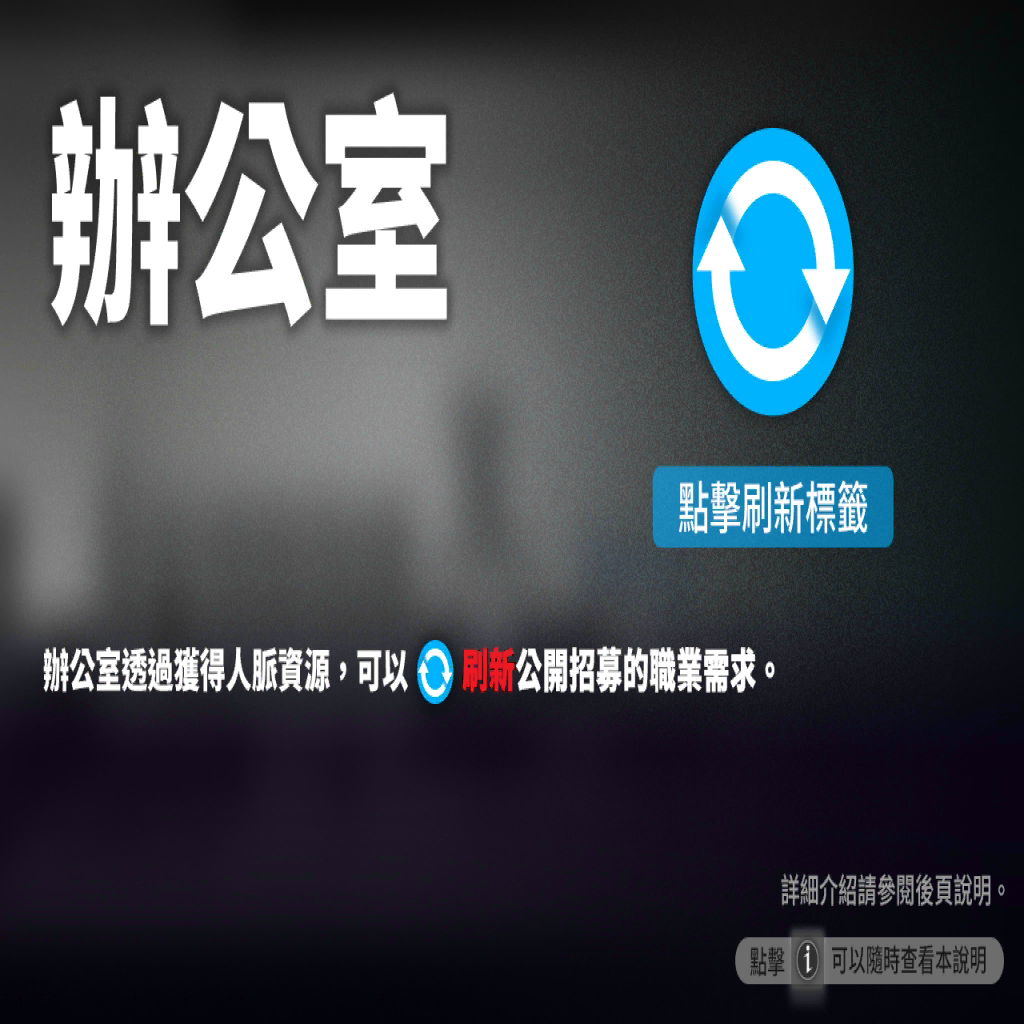 辦公室
點擊刷新標籤
辦公室透過獲得人脈資源，可以 刷新公開招募的職業需求。
詳細介紹請參閱後頁說明。
點擊 i 可以隨時查看本說明